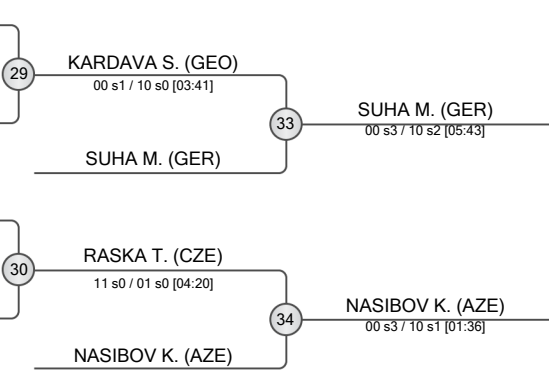 KARDAVA S. (GEO)
29
00 s1 / 10 s0 [03:41]
SUHA M. (GER)
33
00 s3 / 10 s2 [05:43]
SUHA M. (GER)
RASKA T. (CZE)
30
11 s0 / 01 s0 [04:20]
NASIBOV K. (AZE)
34
00 s3 / 10 s1 [01:36]
NASIBOV K. (AZE)